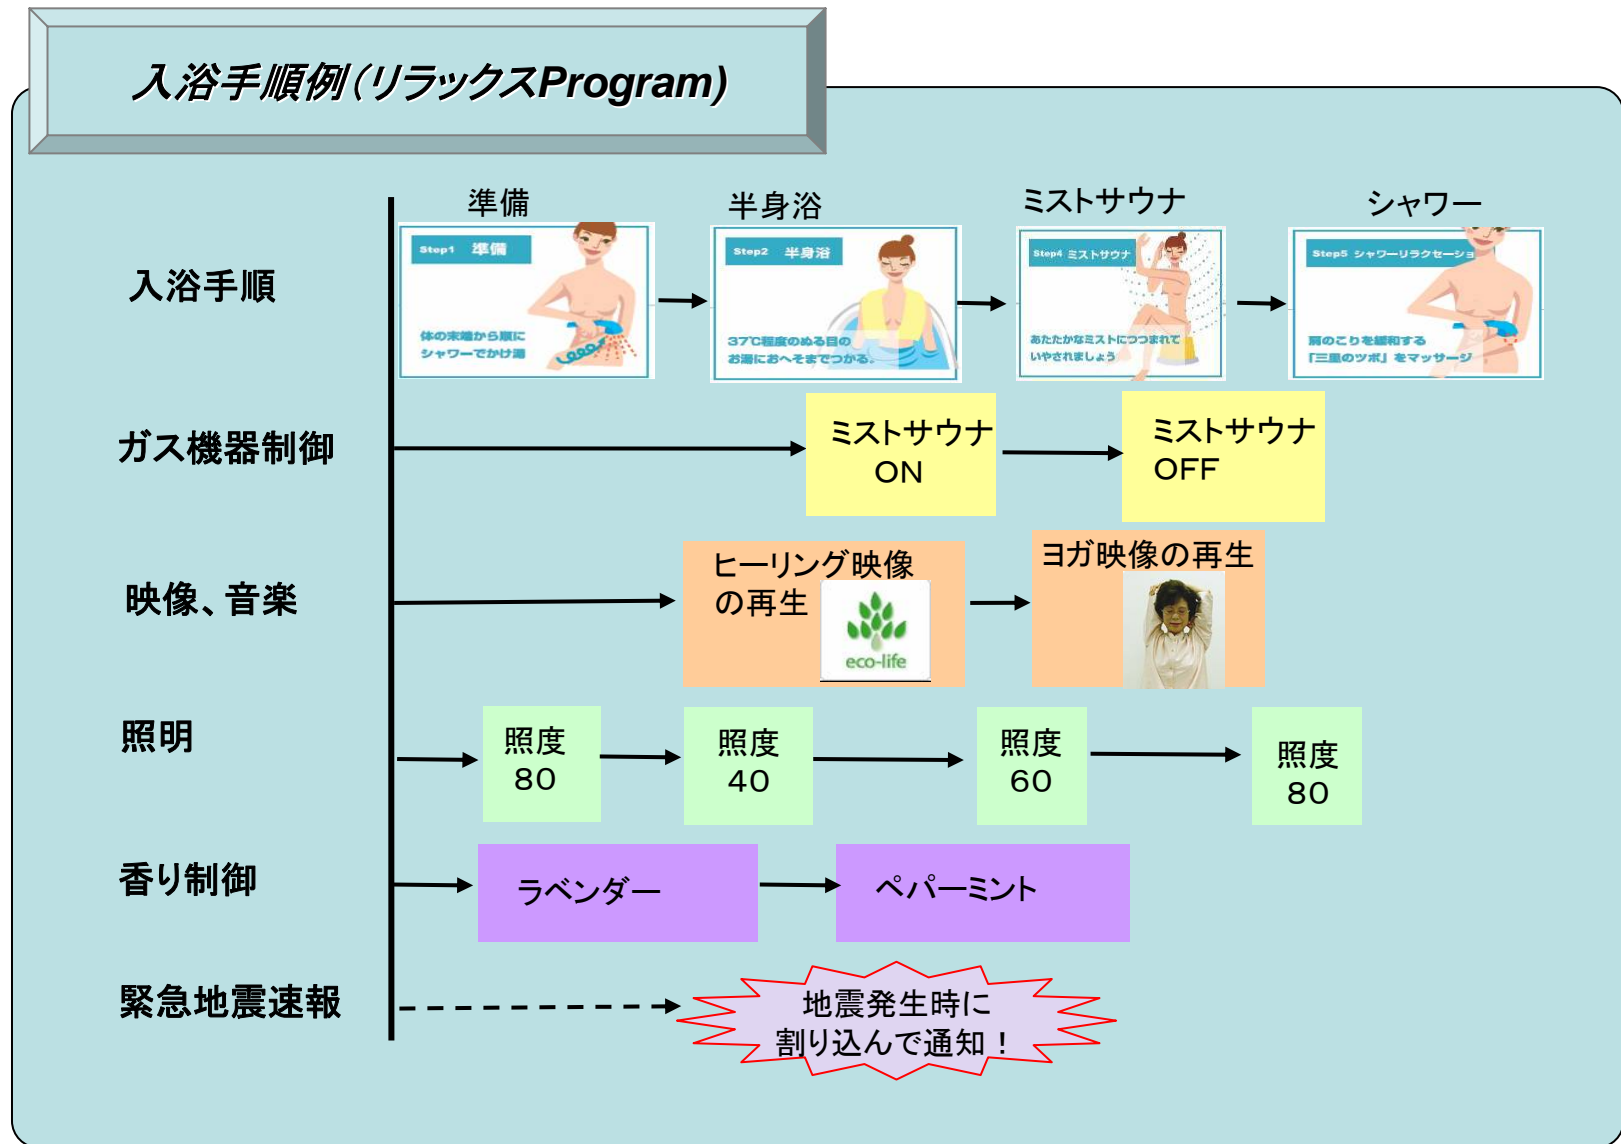 入浴手順例(リラックスProgram)
準備
半身浴
ミストサウナ
シャワー
入浴手順
Step1 準備
体の末端から順に
シャワーでかけ湯
Step2 半身浴
37℃程度のぬる目の
お湯におへそまでつかる。
Step4 ミストサウナ
あたたかなミストにつつまれて
いやされましょう
Step5 シャワーリラクセーショ
肩のこりを緩和する
「三里のツボ」をマッサージ
ガス機器制御
ミストサウナ
ON
ミストサウナ
OFF
映像、音楽
ヒーリング映像
の再生
eco-life
ヨガ映像の再生
照明
照度
80
照度
40
照度
60
照度
80
香り制御
ラベンダー
ペパーミント
緊急地震速報
地震発生時に
割り込んで通知!